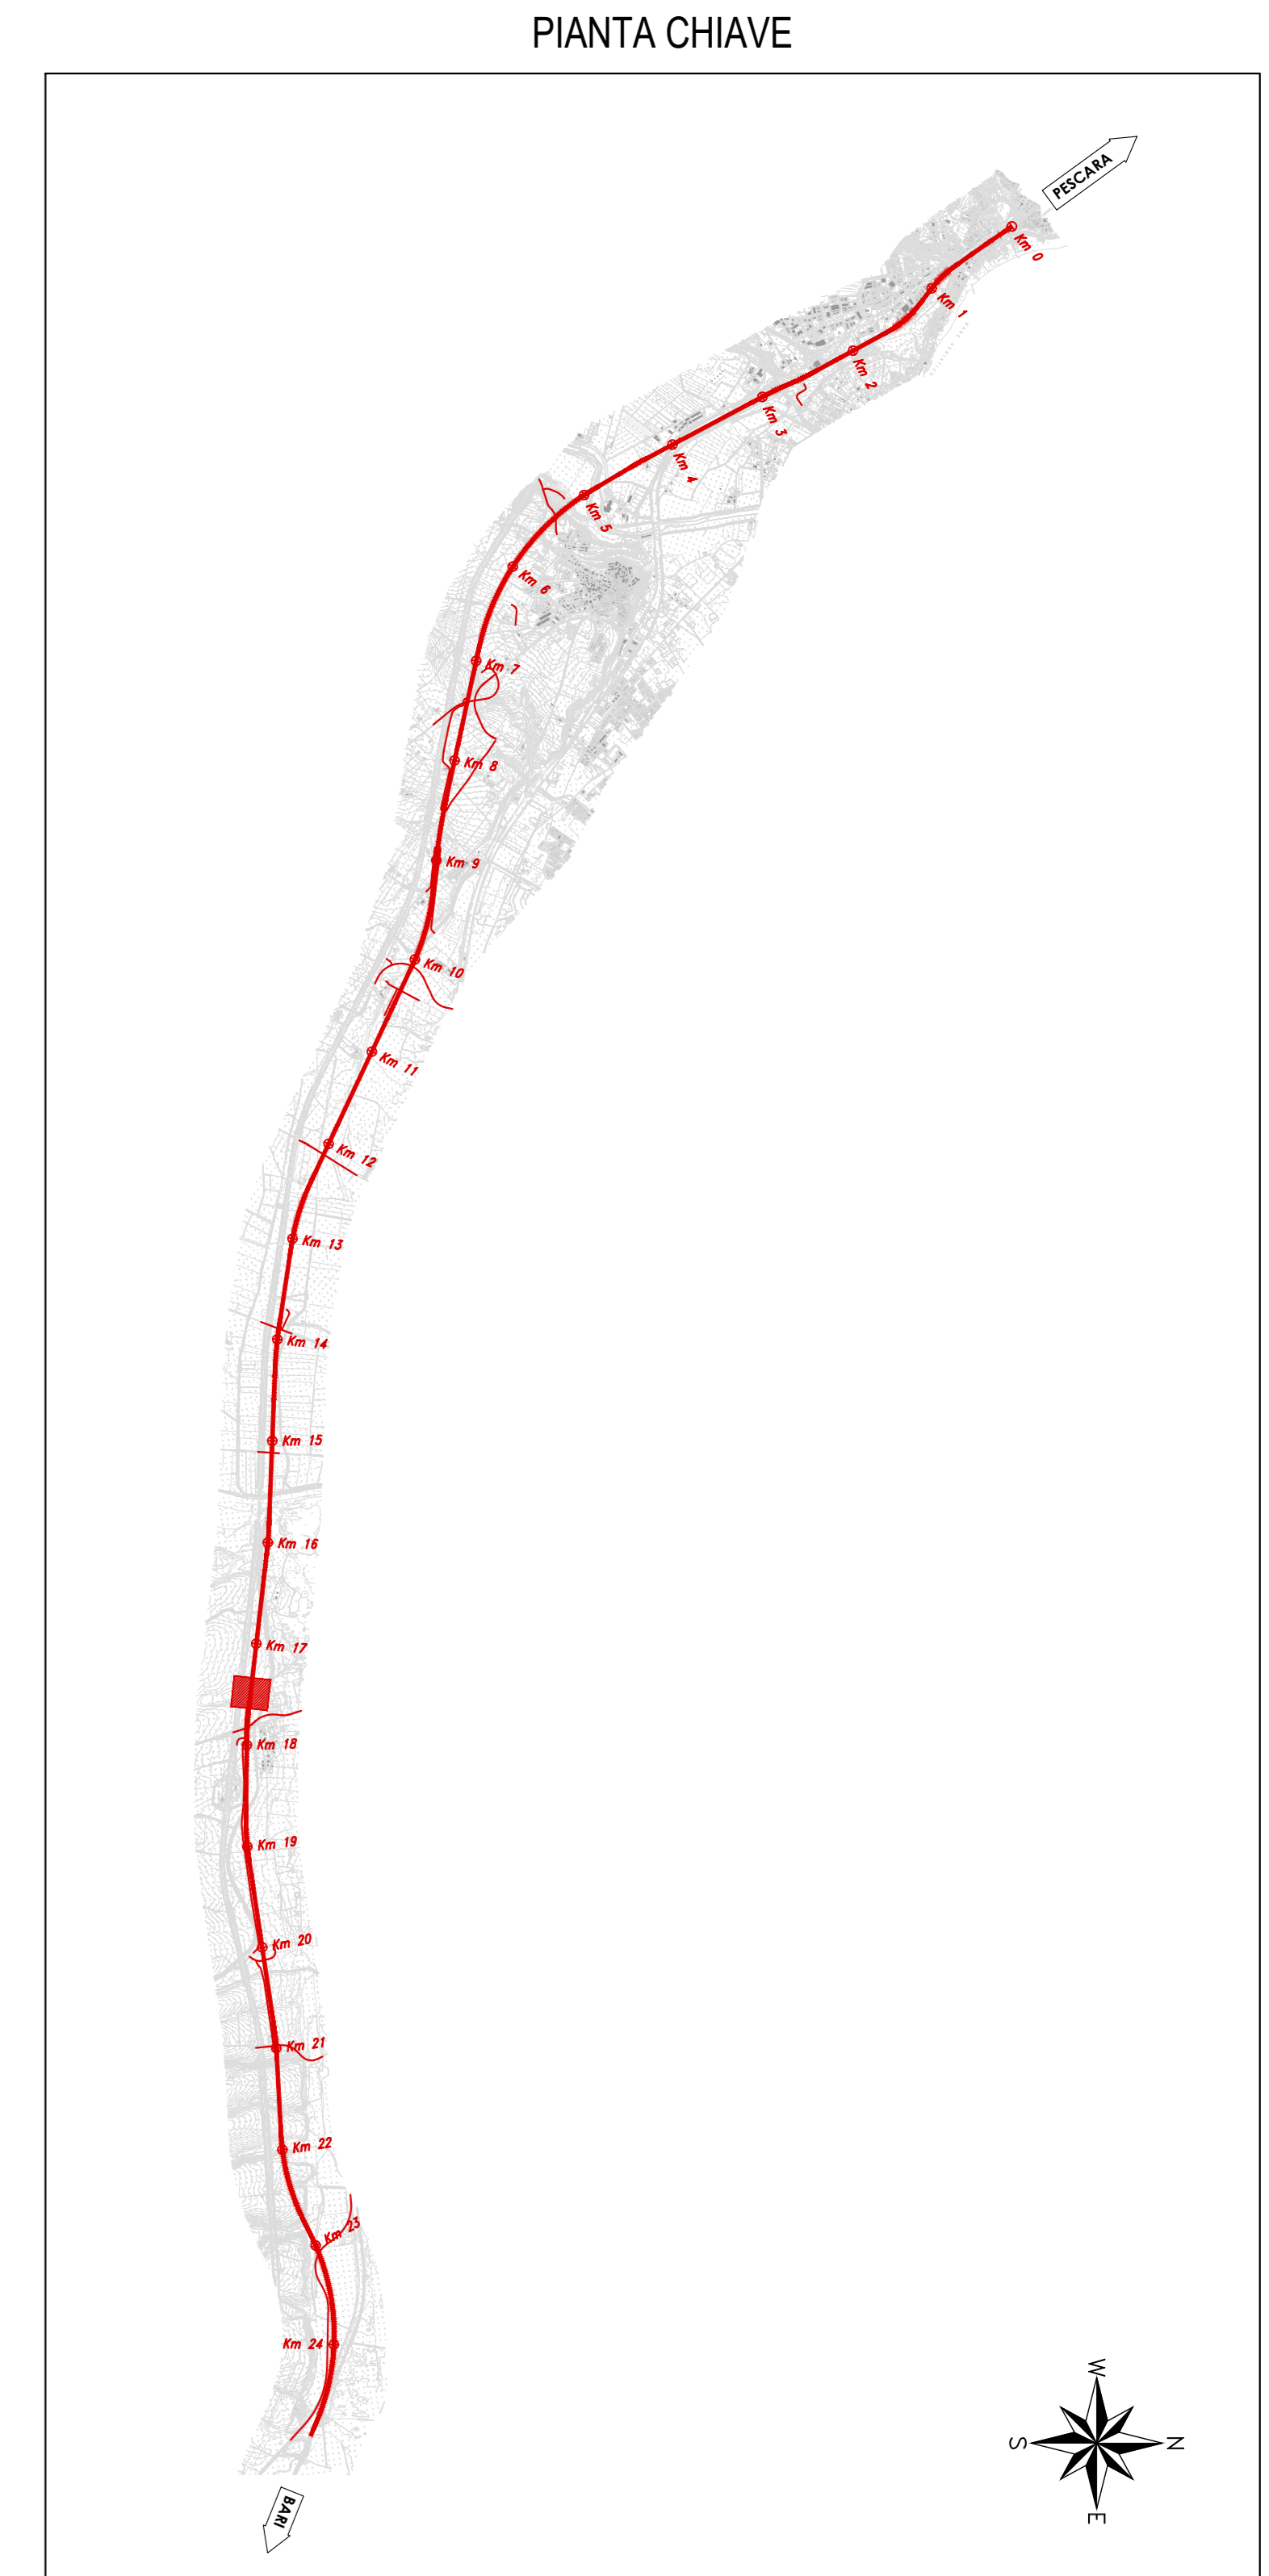 PIANTA CHIAVE
PESCARA
Km 0
Km 1
Km 2
Km 3
Km 4
Km 5
Km 6
Km 7
Km 8
Km 9
Km 10
Km 11
Km 12
Km 13
Km 14
Km 15
Km 16
Km 17
Km 18
Km 19
Km 20
Km 21
Km 22
Km 23
Km 24
W
S
N
E
BARI